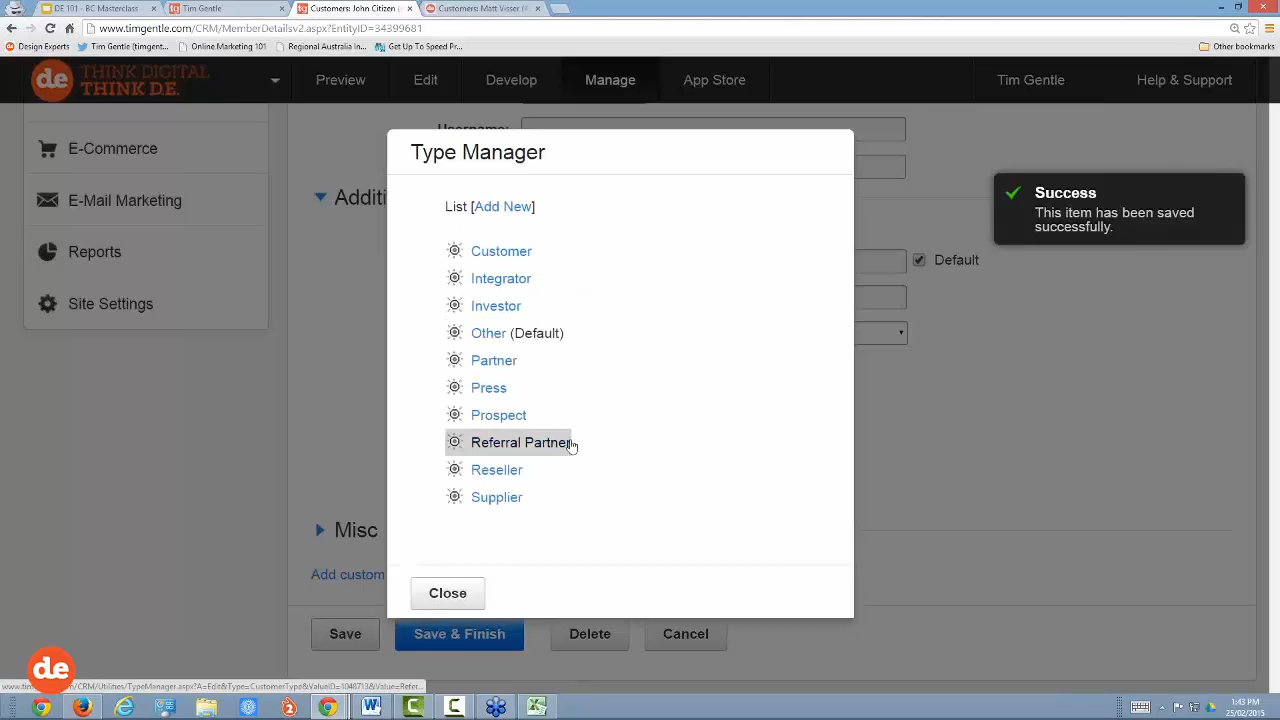 DE 101 - BC Masterclass
Tim Gentle
Customers: John Citizen (
Customers: Matt Visser (
www.timgentle.com/CRM/MemberDetailsv2.aspx?EntityID=34399681
Design Experts
Tim Gentle (timgent...
Online Marketing 101
Regional Australia In...
Get Up To Speed Pr...
Other bookmarks
de
THINK DIGITAL
THINK D.E.
Preview
Edit
Develop
Manage
App Store
Tim Gentle
Help & Support
Username:
Type Manager
E-Commerce
Additi
Success
This item has been saved
successfully.
E-Mail Marketing
List [Add New]
Reports
Customer
Default
Integrator
Site Settings
Investor
Other (Default)
Partner
Press
Prospect
Referral Partner
Reseller
Supplier
Misc
Add custom
Close
Save
Save & Finish
Delete
Cancel
de
www.tim
/CRM/Utilities/TypeManager.aspx?A=Edit&Type=CustomerType&ValueID=1048713&Value=Refer...
1:43 PM
25/02/2015